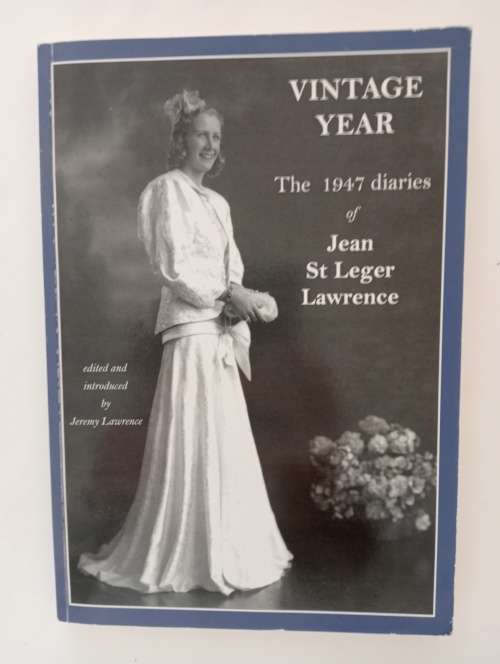 VINTAGE
YEAR
The 1947 diaries
of
Jean
St Leger
Lawrence
edited and
introduced
by
Jeremy Lawrence